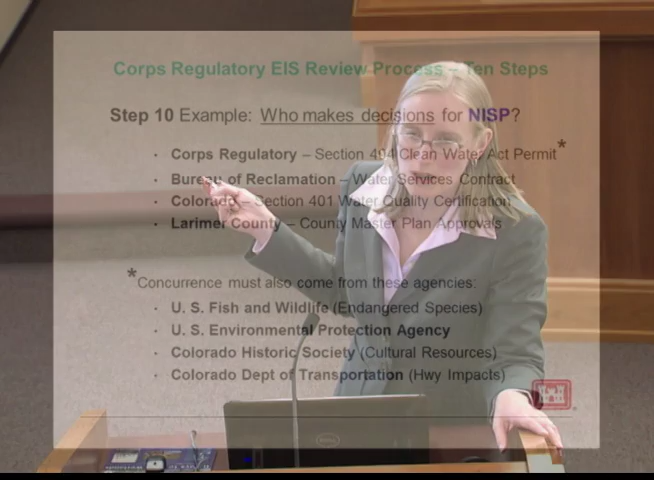 Corps Regulatory EIS Review Process – Ten Steps
Step 10 Example: Who makes decisions for NISP?
· Corps Regulatory – Section 404 Clean Water Act Permit*
· Bureau of Reclamation – Water Services Contract
· Colorado – Section 401 Water Quality Certification
· Larimer County – County Master Plan Approvals
*Concurrence must also come from these agencies:
· U. S. Fish and Wildlife (Endangered Species)
· U. S. Environmental Protection Agency
· Colorado Historic Society (Cultural Resources)
· Colorado Dept of Transportation (Hwy Impacts)
DELL